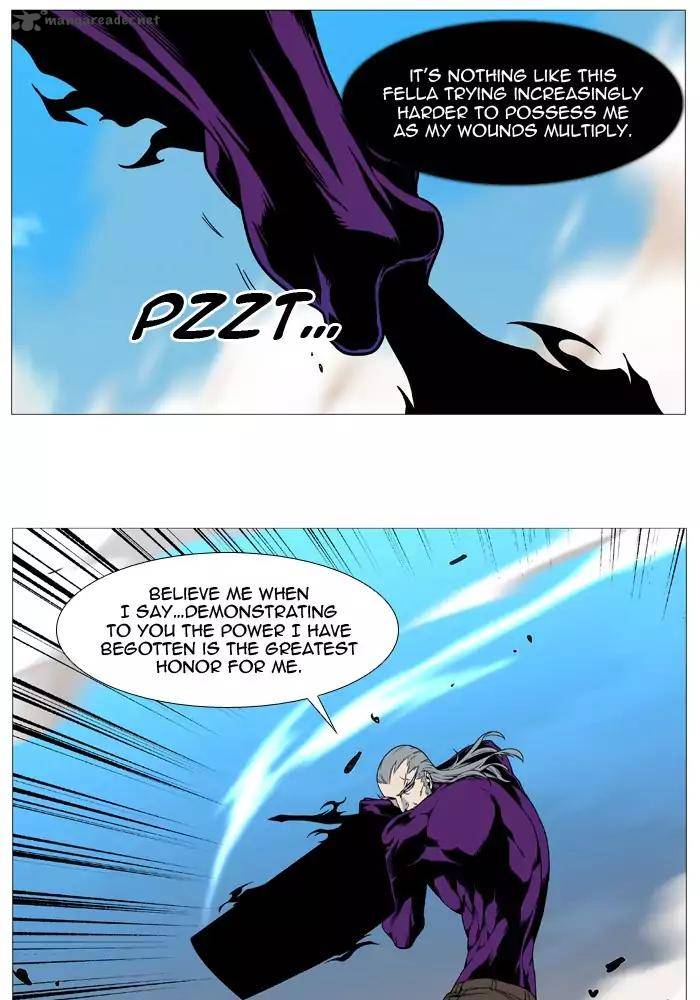 mangareader.net
IT'S NOTHING LIKE THIS
FELLA TRYING INCREASINGLY
HARDER TO POSSESS ME
AS MY WOUNDS MULTIPLY.
PZZT...
BELIEVE ME WHEN
I SAY...DEMONSTRATING
TO YOU THE POWER I HAVE
BEGOTTEN IS THE GREATEST
HONOR FOR ME.